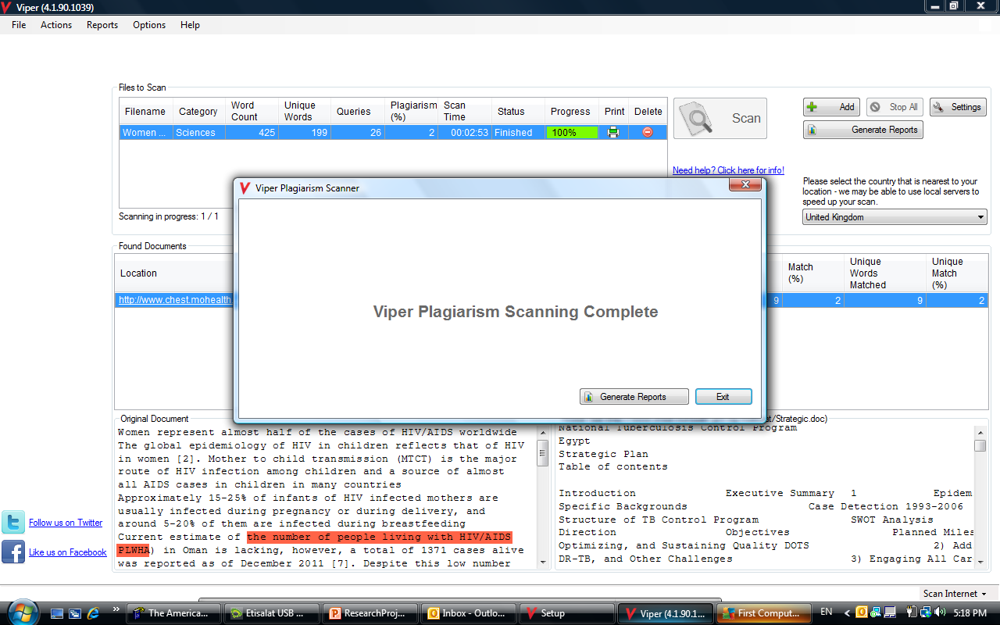 Viper (4.1.90.1039)
File Actions Reports Options Help
Files to Scan
Filename Category Word Count Unique Words Queries Plagiarism (%) Scan Time Status Progress Print Delete
Women ... Sciences 425 199 26 2 00:02:53 Finished 100%
Scanning in progress: 1 / 1
Scan
Add Stop All Settings
Generate Reports
Need help? Click here for info!
Please select the country that is nearest to your
location - we may be able to use local servers to
speed up your scan.
United Kingdom
Viper Plagiarism Scanner
Viper Plagiarism Scanning Complete
Generate Reports Exit
Found Documents
Location Match (%) Unique Words Matched Unique Match (%)
http://www.chest.mohealth 9 2 9 2
Original Document
Women represent almost half of the cases of HIV/AIDS worldwide
The global epidemiology of HIV in children reflects that of HIV
in women [2]. Mother to child transmission (MTCT) is the major
route of HIV infection among children and a source of almost
all AIDS cases in children in many countries
Approximately 15-25% of infants of HIV infected mothers are
usually infected during pregnancy or during delivery, and
around 5-20% of them are infected during breastfeeding
Current estimate of the number of people living with HIV/AIDS
PLWHA) in Oman is lacking, however, a total of 1371 cases alive
was reported as of December 2011 [7]. Despite this low number
at/Strategic.doc)
National Tuberculosis Control Program
Egypt
Strategic Plan
Table of contents
Introduction Executive Summary 1 Epidem
Specific Backgrounds Case Detection 1993-2006
Structure of TB Control Program SWOT Analysis
Direction Objectives Planned Miles
Optimizing, and Sustaining Quality DOTS 2) Add
DR-TB, and Other Challenges 3) Engaging All Car
Follow us on Twitter
Like us on Facebook
Scan Internet
The America... Etisalat USB ... ResearchProj... Inbox - Outlo... Setup Viper (4.1.90.1... First Comput... EN 5:18 PM